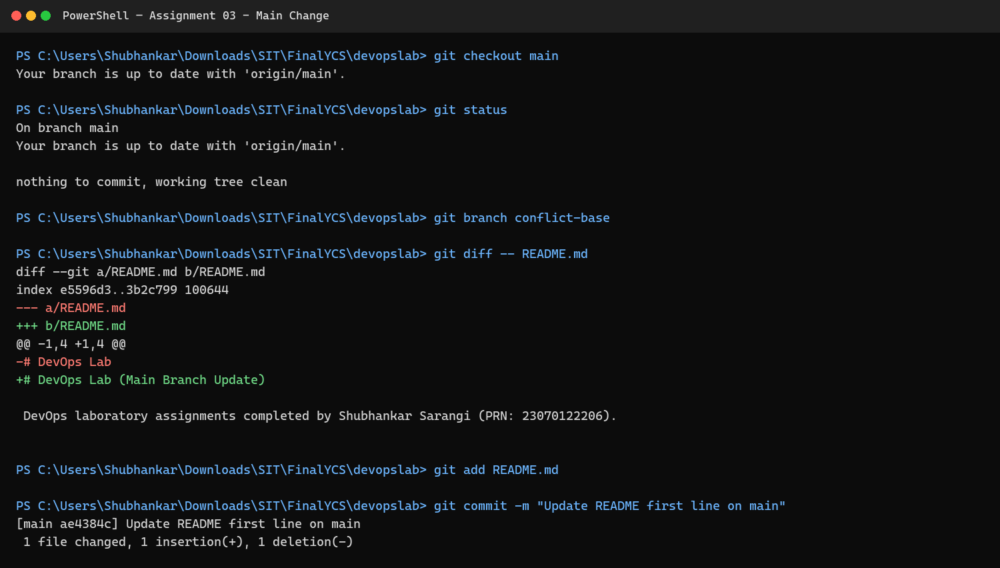 PowerShell — Assignment 03 - Main Change
PS C:\Users\Shubhankar\Downloads\SIT\FinalYCS\devopslab> git checkout main
Your branch is up to date with 'origin/main'.
PS C:\Users\Shubhankar\Downloads\SIT\FinalYCS\devopslab> git status
On branch main
Your branch is up to date with 'origin/main'.
nothing to commit, working tree clean
PS C:\Users\Shubhankar\Downloads\SIT\FinalYCS\devopslab> git branch conflict-base
PS C:\Users\Shubhankar\Downloads\SIT\FinalYCS\devopslab> git diff -- README.md
diff --git a/README.md b/README.md
index e5596d3..3b2c799 100644
--- a/README.md
+++ b/README.md
@@ -1,4 +1,4 @@
-# DevOps Lab
+# DevOps Lab (Main Branch Update)
DevOps laboratory assignments completed by Shubhankar Sarangi (PRN: 23070122206).
PS C:\Users\Shubhankar\Downloads\SIT\FinalYCS\devopslab> git add README.md
PS C:\Users\Shubhankar\Downloads\SIT\FinalYCS\devopslab> git commit -m "Update README first line on main"
[main ae4384c] Update README first line on main
1 file changed, 1 insertion(+), 1 deletion(-)